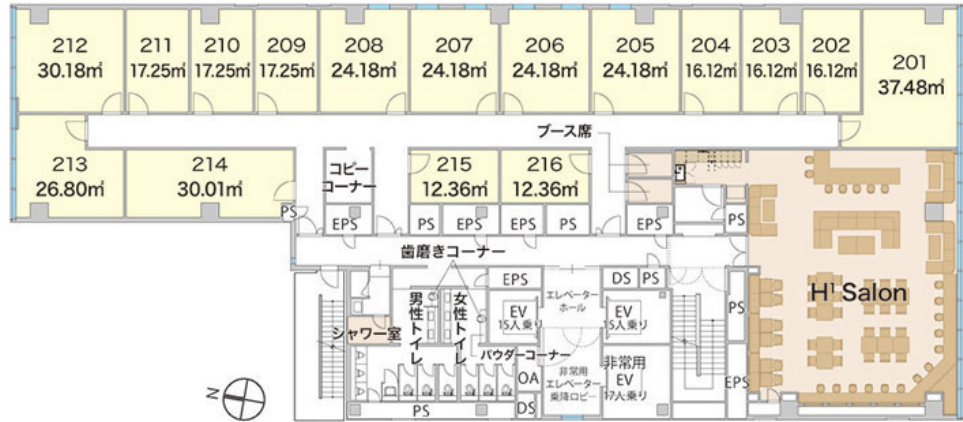 212
30.18㎡
211
17.25㎡
210
17.25㎡
209
17.25㎡
208
24.18㎡
207
24.18㎡
206
24.18㎡
205
24.18㎡
204
16.12㎡
203
16.12㎡
202
16.12㎡
201
37.48㎡
ブース席
213
26.80㎡
214
30.01㎡
コピー
コーナー
215
12.36㎡
216
12.36㎡
PS
EPS
PS
EPS
EPS
PS
EPS
PS
歯磨きコーナー
EPS
DS
PS
H¹ Salon
エレベーター
ホール
EV
15人乗り
EV
15人乗り
PS
シャワー室
男性トイレ
女性トイレ
パウダーコーナー
OA
非常用
エレベーター
乗降ロビー
非常用
EV
17人乗り
EPS
PS
DS
N